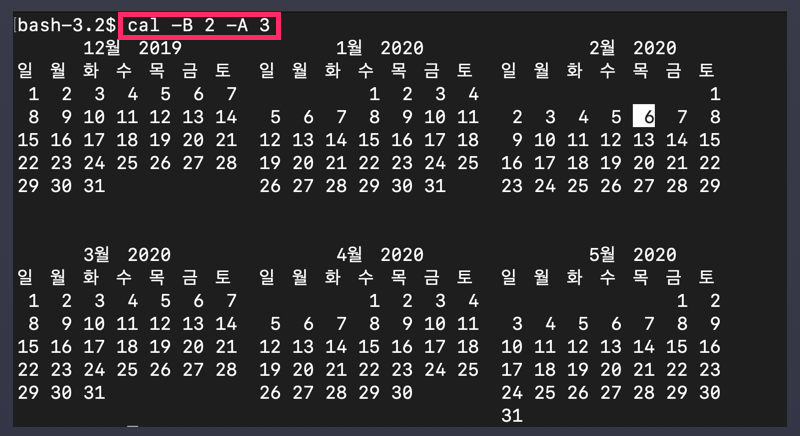 bash-3.2$ cal -B 2 -A 3
12월 2019 1월 2020 2월 2020
일 월 화 수 목 금 토 일 월 화 수 목 금 토 일 월 화 수 목 금 토
1 2 3 4 5 6 7 1 2 3 4 1
8 9 10 11 12 13 14 5 6 7 8 9 10 11 2 3 4 5 6 7 8
15 16 17 18 19 20 21 12 13 14 15 16 17 18 9 10 11 12 13 14 15
22 23 24 25 26 27 28 19 20 21 22 23 24 25 16 17 18 19 20 21 22
29 30 31 26 27 28 29 30 31 23 24 25 26 27 28 29
3월 2020 4월 2020 5월 2020
일 월 화 수 목 금 토 일 월 화 수 목 금 토 일 월 화 수 목 금 토
1 2 3 4 5 6 7 1 2 3 4 1 2
8 9 10 11 12 13 14 5 6 7 8 9 10 11 3 4 5 6 7 8 9
15 16 17 18 19 20 21 12 13 14 15 16 17 18 10 11 12 13 14 15 16
22 23 24 25 26 27 28 19 20 21 22 23 24 25 17 18 19 20 21 22 23
29 30 31 26 27 28 29 30 24 25 26 27 28 29 30
31